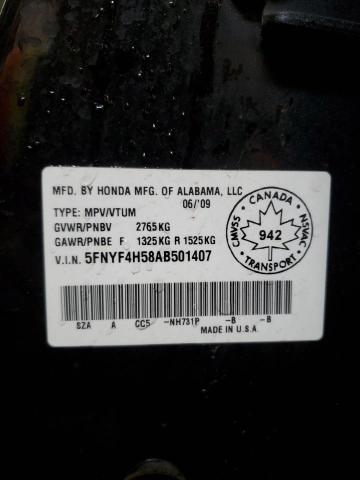 MFD. BY HONDA MFG. OF ALABAMA, LLC
06/'09
TYPE: MPV/VTUM
GVWR/PNBV 2765KG
GAWR/PNBE F 1325KG R 1525KG
V.I.N. 5FNYF4H58AB501407
CANADA
CMVSS
942
NSVAC
TRANSPORT
SZA A CC5 -NH731P -B -B
MADE IN U.S.A.